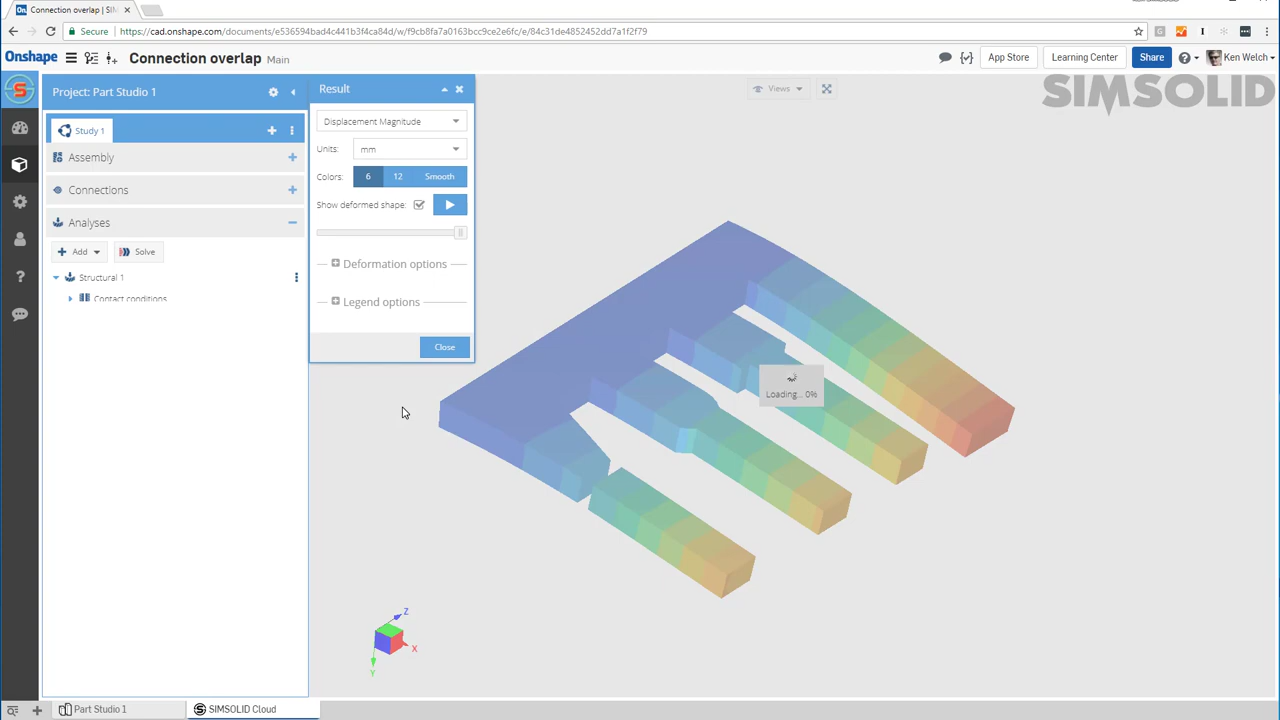 Connection overlap | SIM
Secure
https://cad.onshape.com/documents/e536594bad4c441b3f4ca84d/w/f9cb8fa7a0163bcc9ce2e6fc/e/84c31de4852452dd7a1f2f79
Onshape
Connection overlap Main
App Store
Learning Center
Share
Ken Welch
Project: Part Studio 1
Result
Views
SIMSOLID
Displacement Magnitude
Study 1
Units: mm
Assembly
Colors: 6 12 Smooth
Connections
Show deformed shape:
Analyses
Add
Solve
Deformation options
Structural 1
Contact conditions
Legend options
Close
Loading... 0%
Z
X
Y
Part Studio 1
SIMSOLID Cloud